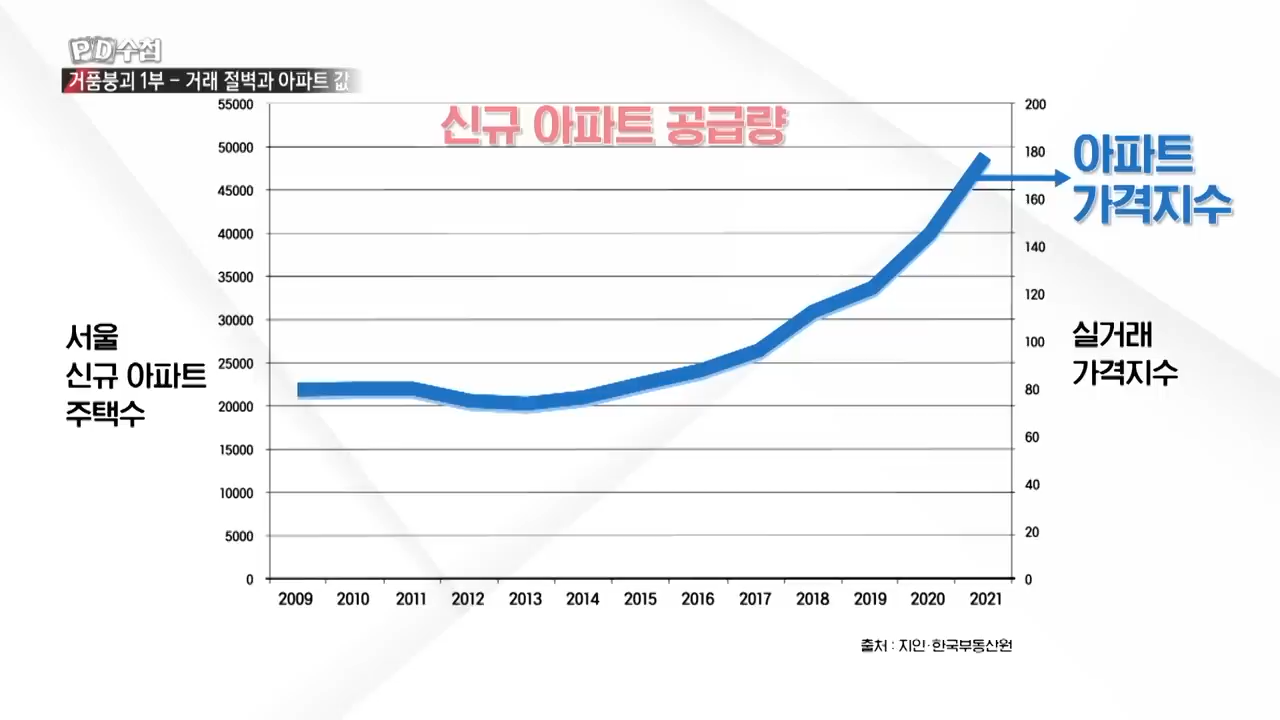 PD수첩
거품붕괴 1부 - 거래 절벽과 아파트 값
신규 아파트 공급량
아파트
가격지수
서울
신규 아파트
주택수
55000
50000
45000
40000
35000
30000
25000
20000
15000
10000
5000
0
200
180
160
140
120
100
80
60
40
20
0
실거래
가격지수
2009 2010 2011 2012 2013 2014 2015 2016 2017 2018 2019 2020 2021
출처 : 지인·한국부동산원